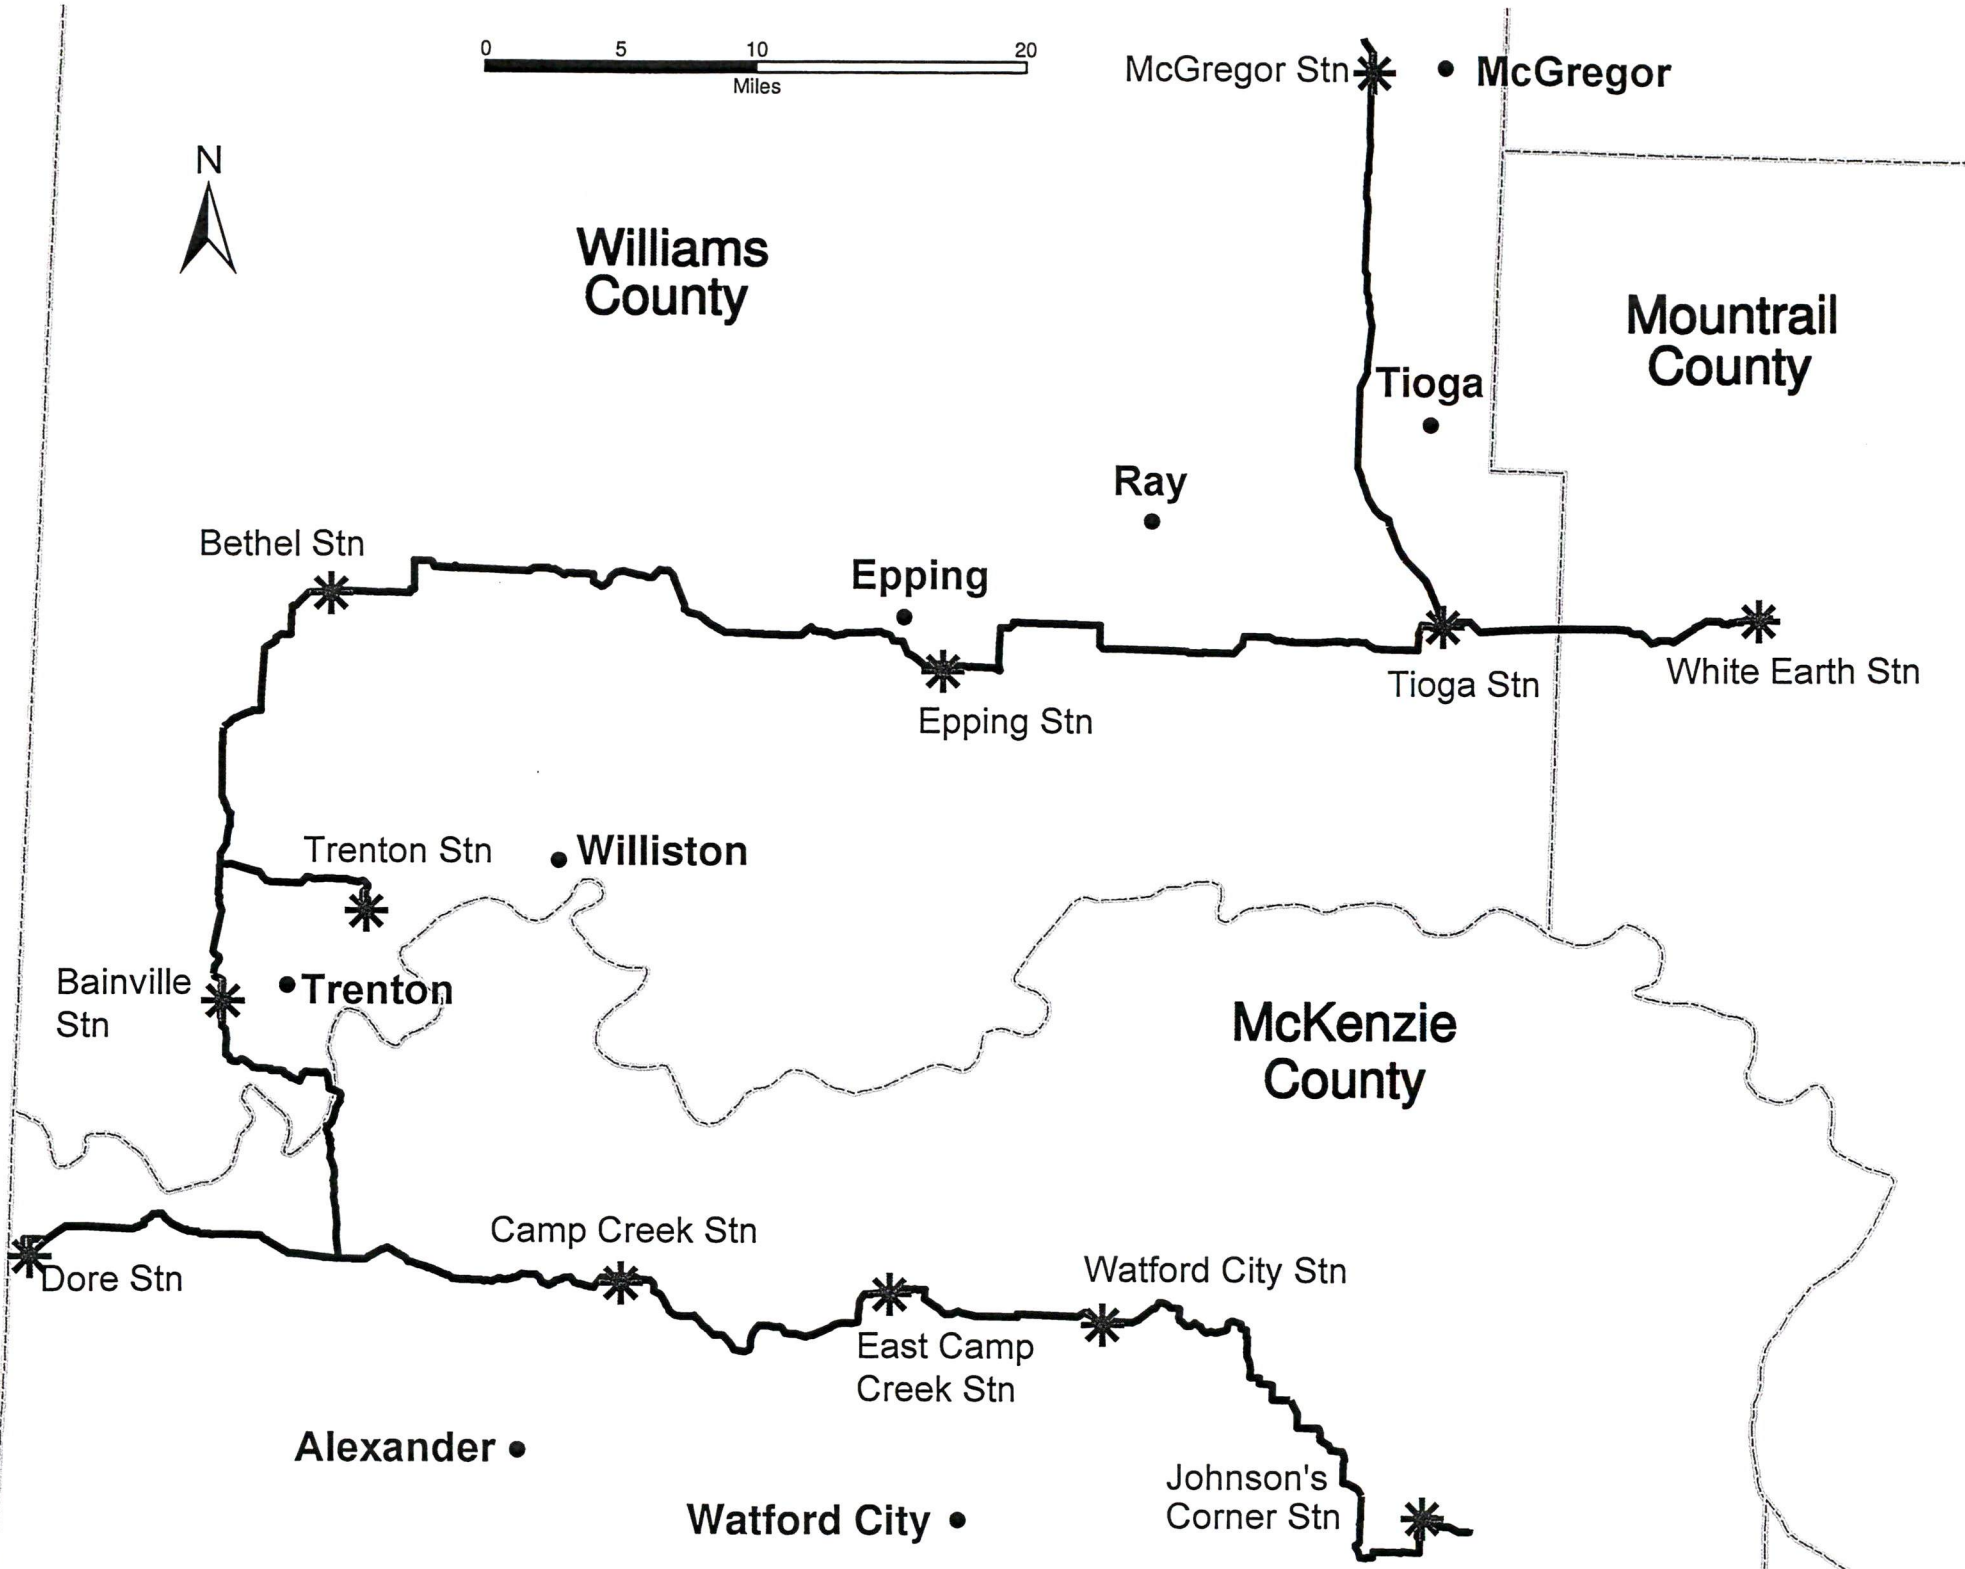 0 5 10 20
Miles
McGregor Stn
McGregor
N
Williams
County
Mountrail
County
Tioga
Ray
Bethel Stn
Epping
Tioga Stn
White Earth Stn
Epping Stn
Trenton Stn
Williston
Bainville
Stn
Trenton
McKenzie
County
Camp Creek Stn
Dore Stn
Watford City Stn
East Camp
Creek Stn
Alexander
Johnson's
Corner Stn
Watford City